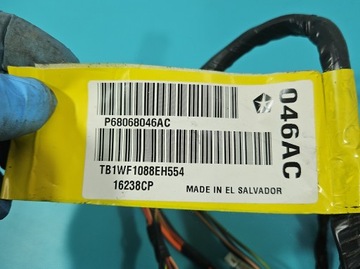 P68068046AC
TB1WF1088EH554
16238CP
MADE IN EL SALVADOR
046AC